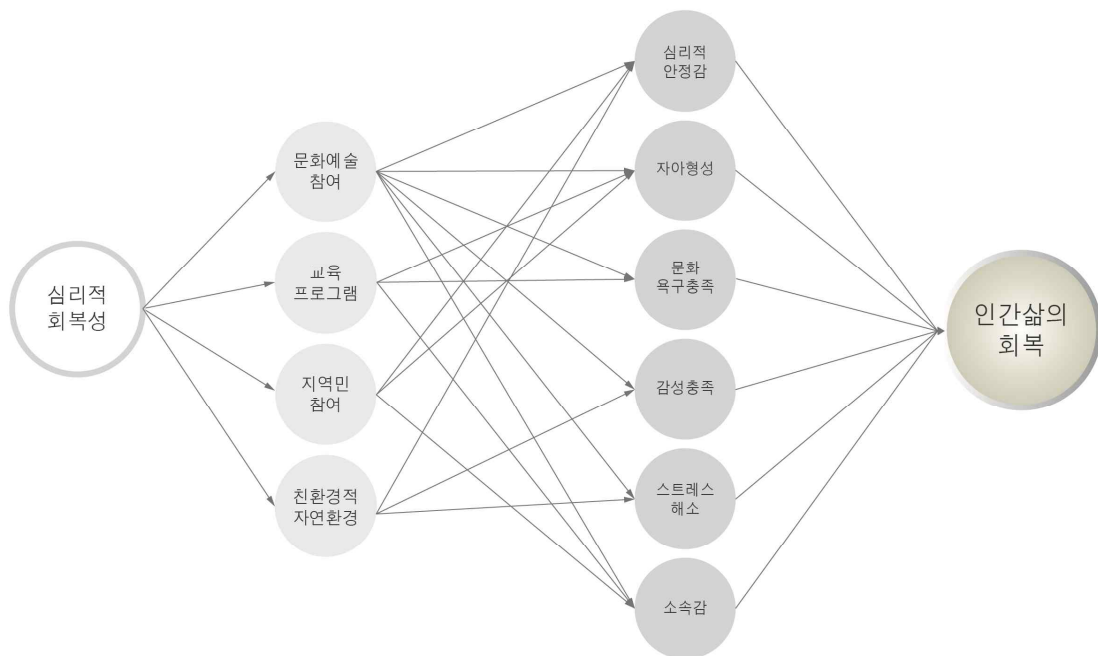 심리적
회복성
문화예술
참여
교육
프로그램
지역민
참여
친환경적
자연환경
심리적
안정감
자아형성
문화
욕구충족
감성충족
스트레스
해소
소속감
인간삶의
회복